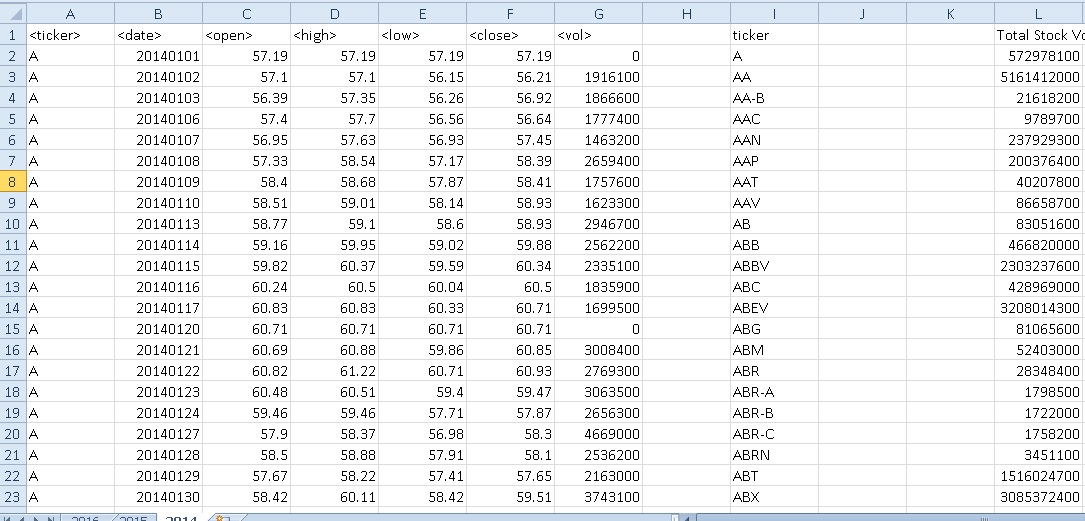 A B C D E F G H I J K L
1 <ticker> <date> <open> <high> <low> <close> <vol> ticker Total Stock Vo
2 A 20140101 57.19 57.19 57.19 57.19 0 A 572978100
3 A 20140102 57.1 57.1 56.15 56.21 1916100 AA 5161412000
4 A 20140103 56.39 57.35 56.26 56.92 1866600 AA-B 21618200
5 A 20140106 57.4 57.7 56.56 56.64 1777400 AAC 9789700
6 A 20140107 56.95 57.63 56.93 57.45 1463200 AAN 237929300
7 A 20140108 57.33 58.54 57.17 58.39 2659400 AAP 200376400
8 A 20140109 58.4 58.68 57.87 58.41 1757600 AAT 40207800
9 A 20140110 58.51 59.01 58.14 58.93 1623300 AAV 86658700
10 A 20140113 58.77 59.1 58.6 58.93 2946700 AB 83051600
11 A 20140114 59.16 59.95 59.02 59.88 2562200 ABB 466820000
12 A 20140115 59.82 60.37 59.59 60.34 2335100 ABBV 2303237600
13 A 20140116 60.24 60.5 60.04 60.5 1835900 ABC 428969000
14 A 20140117 60.83 60.83 60.33 60.71 1699500 ABEV 3208014300
15 A 20140120 60.71 60.71 60.71 60.71 0 ABG 81065600
16 A 20140121 60.69 60.88 59.86 60.85 3008400 ABM 52403000
17 A 20140122 60.82 61.22 60.71 60.93 2769300 ABR 28348400
18 A 20140123 60.48 60.51 59.4 59.47 3063500 ABR-A 1798500
19 A 20140124 59.46 59.46 57.71 57.87 2656300 ABR-B 1722000
20 A 20140127 57.9 58.37 56.98 58.3 4669000 ABR-C 1758200
21 A 20140128 58.5 58.88 57.91 58.1 2536200 ABRN 3451100
22 A 20140129 57.67 58.22 57.41 57.65 2163000 ABT 1516024700
23 A 20140130 58.42 60.11 58.42 59.51 3743100 ABX 3085372400
2016 2015 2014